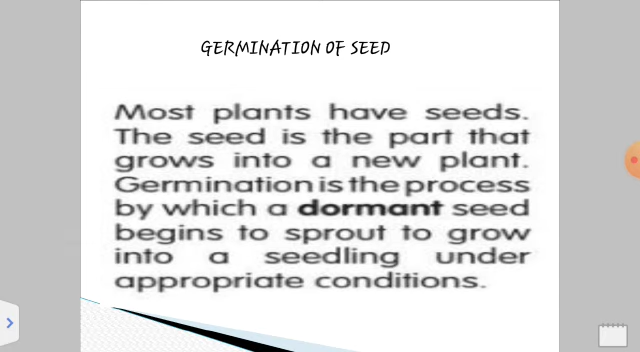 GERMINATION OF SEED
Most plants have seeds.
The seed is the part that
grows into a new plant.
Germination is the process
by which a dormant seed
begins to sprout to grow
into a seedling under
appropriate conditions.